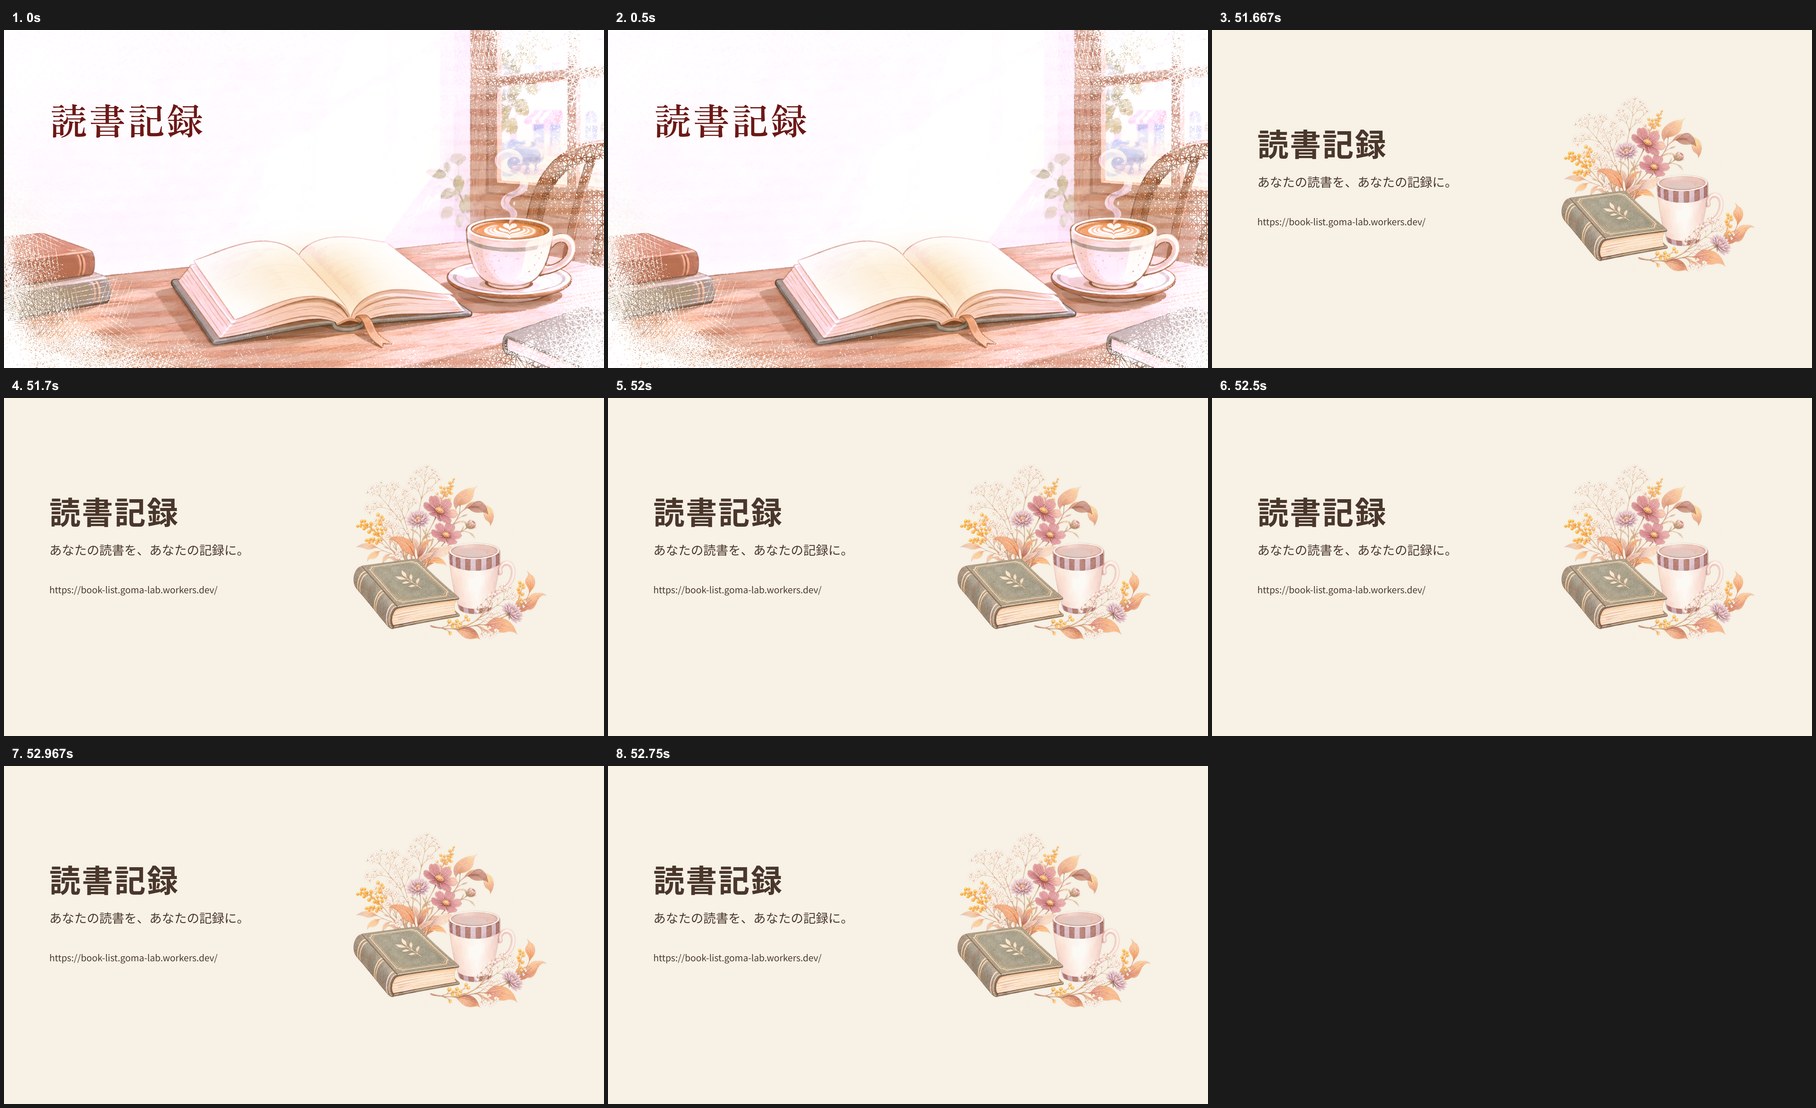 1. 0s
読書記録
2. 0.5s
読書記録
3. 51.667s
読書記録
あなたの読書を、あなたの記録に。
https://book-list.goma-lab.workers.dev/
4. 51.7s
読書記録
あなたの読書を、あなたの記録に。
https://book-list.goma-lab.workers.dev/
5. 52s
読書記録
あなたの読書を、あなたの記録に。
https://book-list.goma-lab.workers.dev/
6. 52.5s
読書記録
あなたの読書を、あなたの記録に。
https://book-list.goma-lab.workers.dev/
7. 52.967s
読書記録
あなたの読書を、あなたの記録に。
https://book-list.goma-lab.workers.dev/
8. 52.75s
読書記録
あなたの読書を、あなたの記録に。
https://book-list.goma-lab.workers.dev/